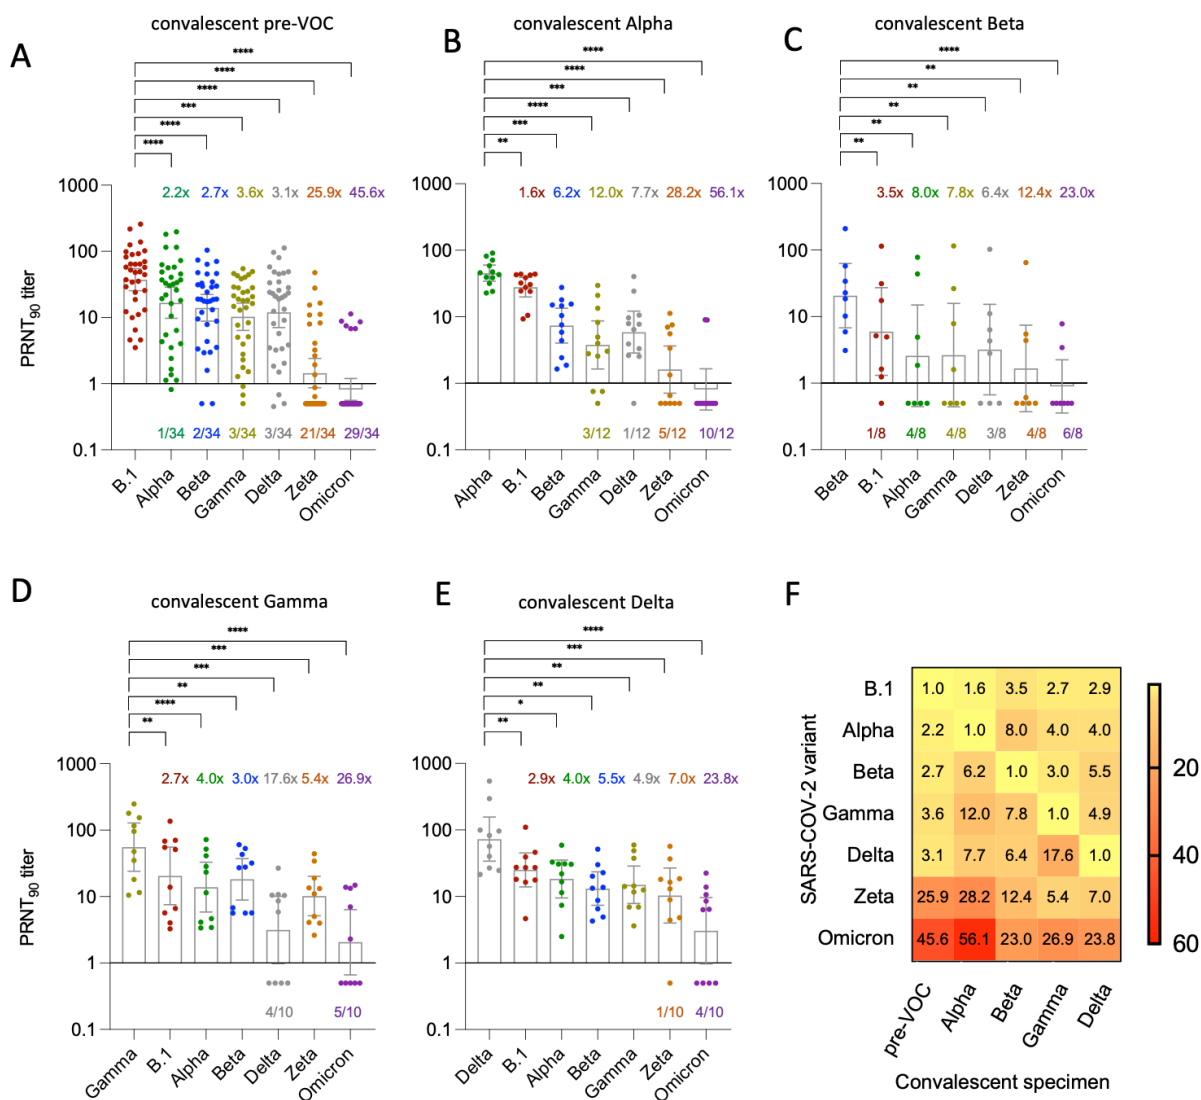 A
convalescent pre-VOC
****
****
****
***
****
****
2.2x 2.7x 3.6x 3.1x 25.9x 45.6x
1000
100
10
1
0.1
PRNT90 titer
1/34 2/34 3/34 3/34 21/34 29/34
B.1 Alpha Beta Gamma Delta Zeta Omicron
B
convalescent Alpha
****
****
***
****
***
**
1.6x 6.2x 12.0x 7.7x 28.2x 56.1x
1000
100
10
1
0.1
3/12 1/12 5/12 10/12
Alpha B.1 Beta Gamma Delta Zeta Omicron
C
convalescent Beta
****
**
**
**
**
**
3.5x 8.0x 7.8x 6.4x 12.4x 23.0x
1000
100
10
1
0.1
1/8 4/8 4/8 3/8 4/8 6/8
Beta B.1 Alpha Gamma Delta Zeta Omicron
D
convalescent Gamma
****
***
***
**
****
**
2.7x 4.0x 3.0x 17.6x 5.4x 26.9x
1000
100
10
1
0.1
PRNT90 titer
4/10 5/10
Gamma B.1 Alpha Beta Delta Zeta Omicron
E
convalescent Delta
****
***
**
**
*
**
2.9x 4.0x 5.5x 4.9x 7.0x 23.8x
1000
100
10
1
0.1
1/10 4/10
Delta B.1 Alpha Beta Gamma Zeta Omicron
F
SARS-COV-2 variant
B.1 1.0 1.6 3.5 2.7 2.9
Alpha 2.2 1.0 8.0 4.0 4.0
Beta 2.7 6.2 1.0 3.0 5.5
Gamma 3.6 12.0 7.8 1.0 4.9
Delta 3.1 7.7 6.4 17.6 1.0
Zeta 25.9 28.2 12.4 5.4 7.0
Omicron 45.6 56.1 23.0 26.9 23.8
pre-VOC Alpha Beta Gamma Delta
Convalescent specimen
20
40
60